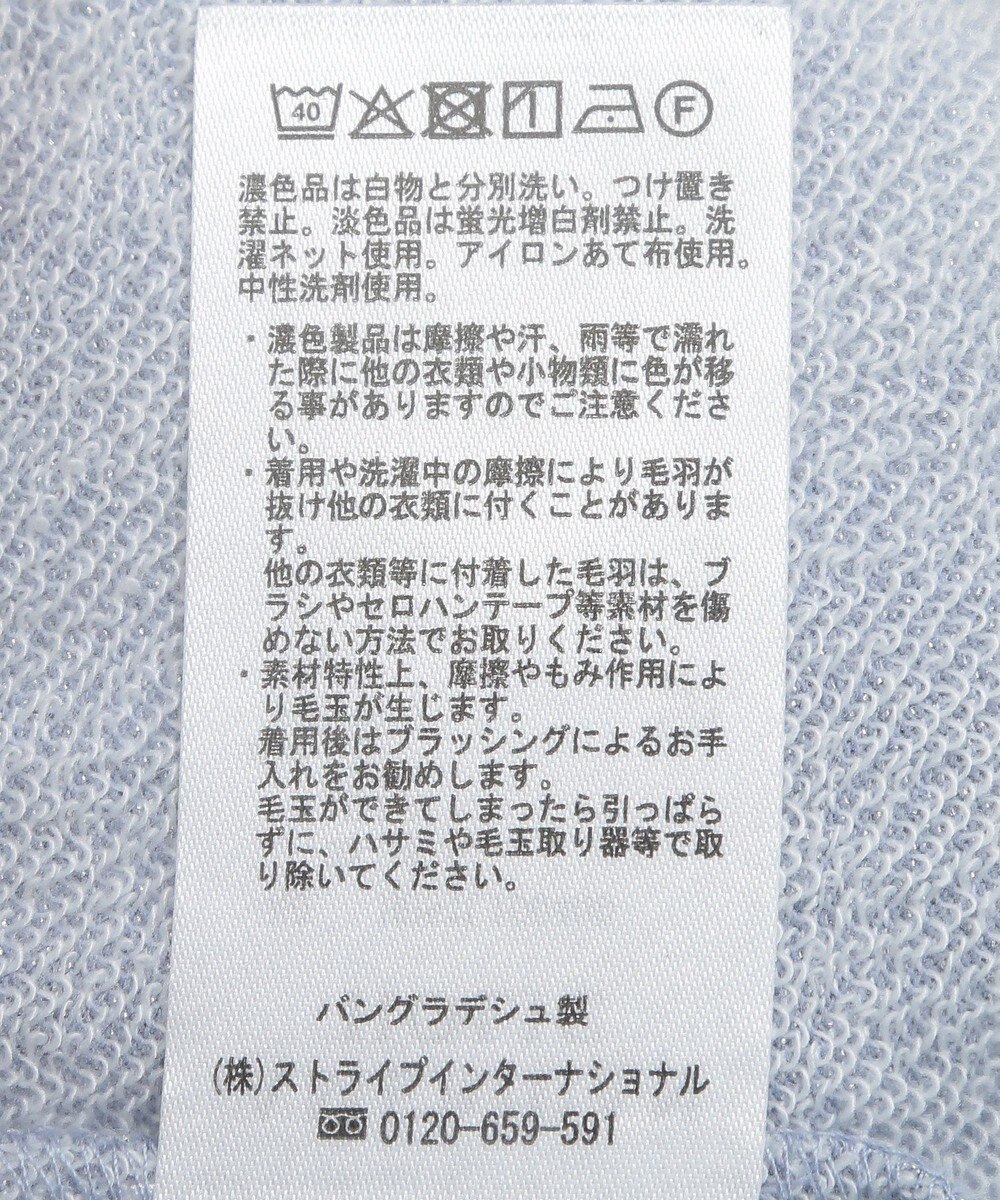 40 F
濃色品は白物と分別洗い。つけ置き
禁止。淡色品は蛍光増白剤禁止。洗
濯ネット使用。アイロンあて布使用。
中性洗剤使用。
・濃色製品は摩擦や汗、雨等で濡れ
た際に他の衣類や小物類に色が移
る事がありますのでご注意くださ
い。
・着用や洗濯中の摩擦により毛羽が
抜け他の衣類に付くことがありま
す。
他の衣類等に付着した毛羽は、ブ
ラシやセロハンテープ等素材を傷
めない方法でお取りください。
・素材特性上、摩擦やもみ作用によ
り毛玉が生じます。
着用後はブラッシングによるお手
入れをお勧めします。
毛玉ができてしまったら引っぱら
ずに、ハサミや毛玉取り器等で取
り除いてください。
バングラデシュ製
(株)ストライプインターナショナル
0120-659-591